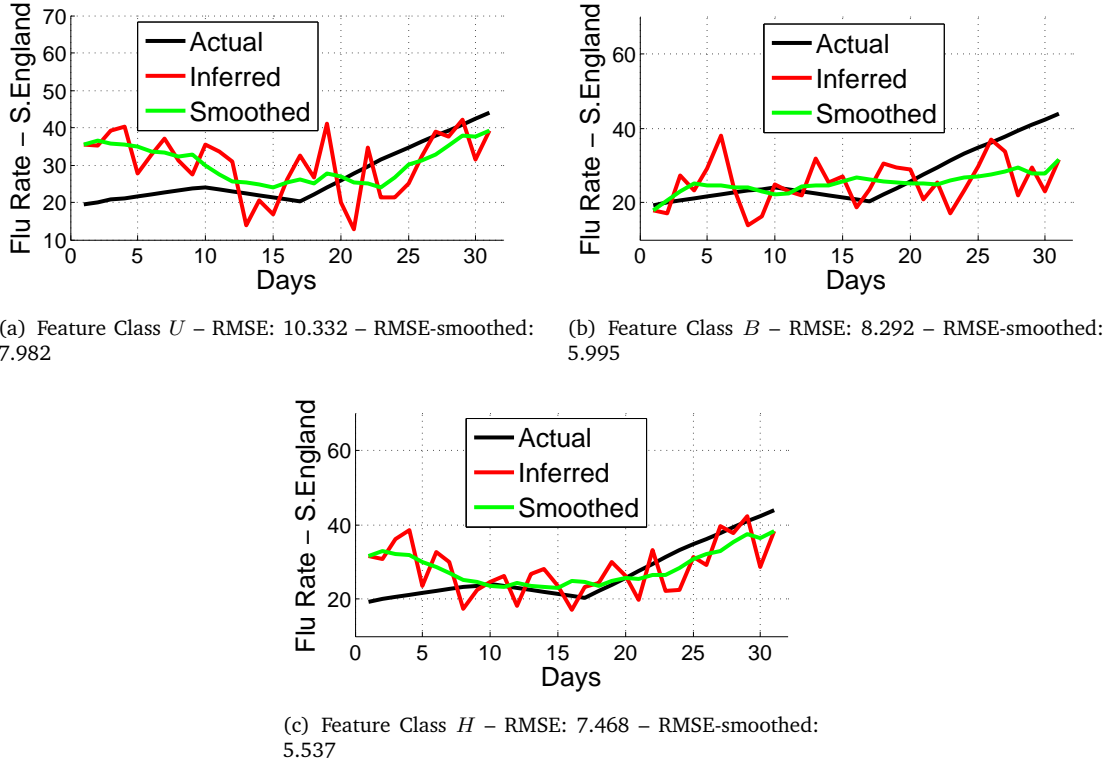 Flu Rate – S.England
70
60
50
40
30
20
10
0 5 10 15 20 25 30
Days
Actual
Inferred
Smoothed
(a) Feature Class U – RMSE: 10.332 – RMSE-smoothed:
7.982
Flu Rate – S.England
60
40
20
0 5 10 15 20 25 30
Days
Actual
Inferred
Smoothed
(b) Feature Class B – RMSE: 8.292 – RMSE-smoothed:
5.995
Flu Rate – S.England
60
40
20
0 5 10 15 20 25 30
Days
Actual
Inferred
Smoothed
(c) Feature Class H – RMSE: 7.468 – RMSE-smoothed:
5.537